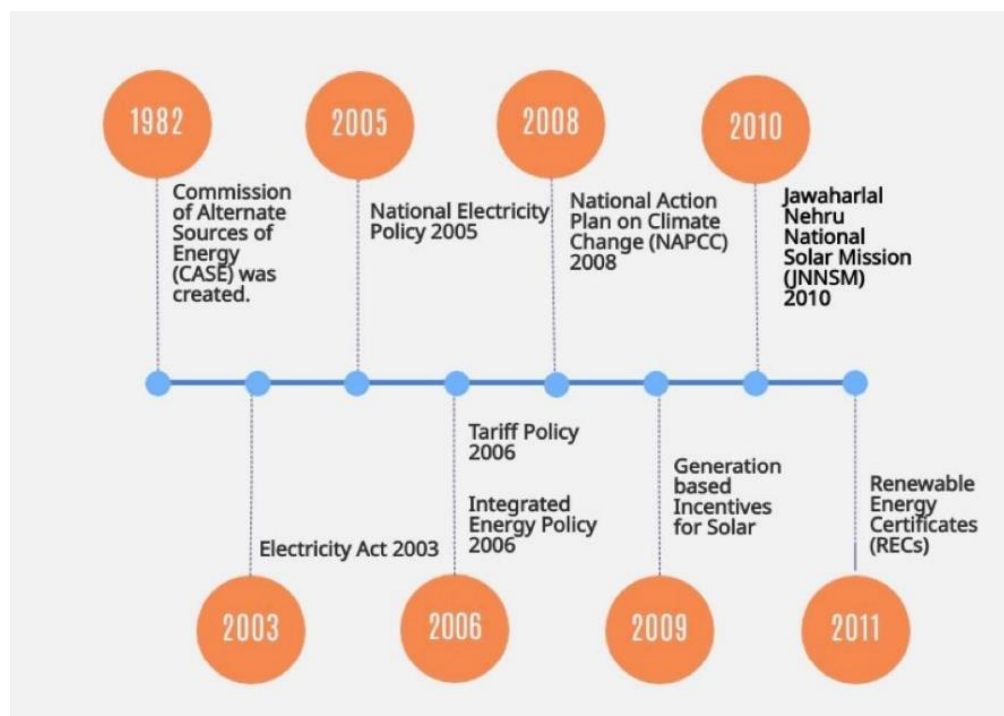 1982
Commission
of Alternate
Sources of
Energy
(CASE) was
created.
2005
National Electricity
Policy 2005
2008
National Action
Plan on Climate
Change (NAPCC)
2008
2010
Jawaharlal
Nehru
National
Solar Mission
(JNNSM)
2010
Electricity Act 2003
2003
Tariff Policy
2006
Integrated
Energy Policy
2006
2006
Generation
based
Incentives
for Solar
2009
Renewable
Energy
Certificates
(RECs)
2011